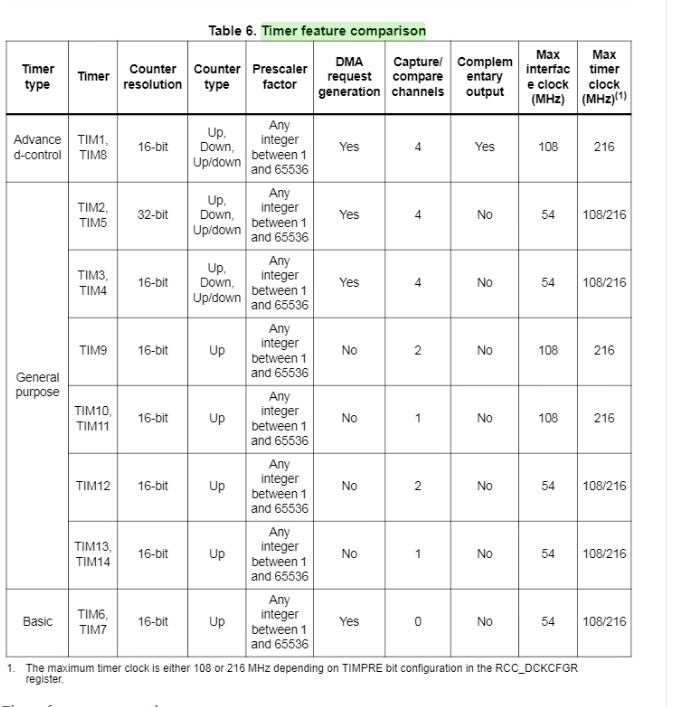 Table 6. Timer feature comparison
Timer type | Timer | Counter resolution | Counter type | Prescaler factor | DMA request generation | Capture/ compare channels | Complem entary output | Max interfac e clock (MHz) | Max timer clock (MHz)(1)
Advance d-control | TIM1, TIM8 | 16-bit | Up, Down, Up/down | Any integer between 1 and 65536 | Yes | 4 | Yes | 108 | 216
General purpose | TIM2, TIM5 | 32-bit | Up, Down, Up/down | Any integer between 1 and 65536 | Yes | 4 | No | 54 | 108/216
TIM3, TIM4 | 16-bit | Up, Down, Up/down | Any integer between 1 and 65536 | Yes | 4 | No | 54 | 108/216
TIM9 | 16-bit | Up | Any integer between 1 and 65536 | No | 2 | No | 108 | 216
TIM10, TIM11 | 16-bit | Up | Any integer between 1 and 65536 | No | 1 | No | 108 | 216
TIM12 | 16-bit | Up | Any integer between 1 and 65536 | No | 2 | No | 54 | 108/216
TIM13, TIM14 | 16-bit | Up | Any integer between 1 and 65536 | No | 1 | No | 54 | 108/216
Basic | TIM6, TIM7 | 16-bit | Up | Any integer between 1 and 65536 | Yes | 0 | No | 54 | 108/216
1. The maximum timer clock is either 108 or 216 MHz depending on TIMPRE bit configuration in the RCC_DCKCFGR
register.